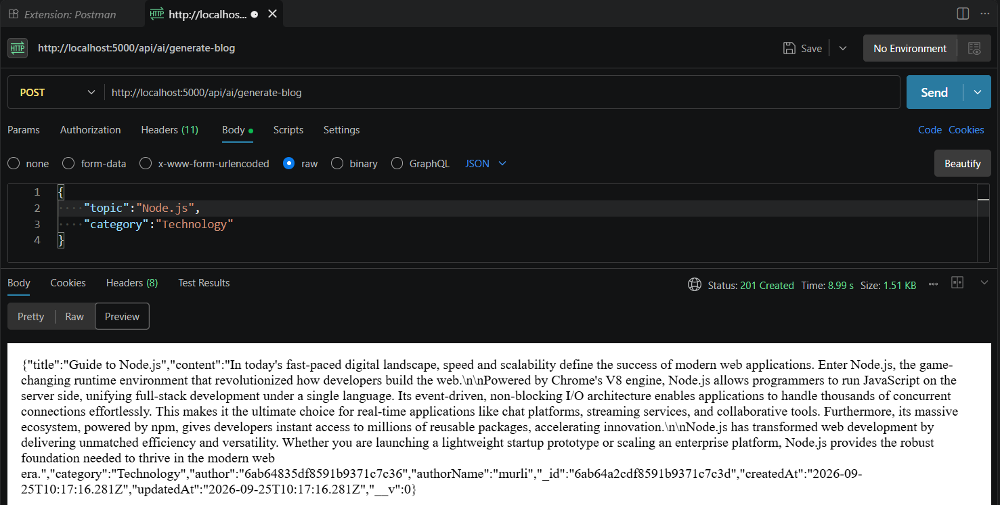 Extension: Postman
HTTP http://localhos...
HTTP http://localhost:5000/api/ai/generate-blog
Save
No Environment
POST
http://localhost:5000/api/ai/generate-blog
Send
Params Authorization Headers (11) Body Scripts Settings
Code Cookies
none form-data x-www-form-urlencoded raw binary GraphQL JSON
Beautify
1 {
2 ····"topic":"Node.js",
3 ····"category":"Technology"
4 }
Body Cookies Headers (8) Test Results
Status: 201 Created Time: 8.99 s Size: 1.51 KB
Pretty Raw Preview
{"title":"Guide to Node.js","content":"In today's fast-paced digital landscape, speed and scalability define the success of modern web applications. Enter Node.js, the game-
changing runtime environment that revolutionized how developers build the web.\n\nPowered by Chrome's V8 engine, Node.js allows programmers to run JavaScript on the
server side, unifying full-stack development under a single language. Its event-driven, non-blocking I/O architecture enables applications to handle thousands of concurrent
connections effortlessly. This makes it the ultimate choice for real-time applications like chat platforms, streaming services, and collaborative tools. Furthermore, its massive
ecosystem, powered by npm, gives developers instant access to millions of reusable packages, accelerating innovation.\n\nNode.js has transformed web development by
delivering unmatched efficiency and versatility. Whether you are launching a lightweight startup prototype or scaling an enterprise platform, Node.js provides the robust
foundation needed to thrive in the modern web
era.","category":"Technology","author":"6ab64835df8591b9371c7c36","authorName":"murli","_id":"6ab64a2cdf8591b9371c7c3d","createdAt":"2026-09-
25T10:17:16.281Z","updatedAt":"2026-09-25T10:17:16.281Z","__v":0}